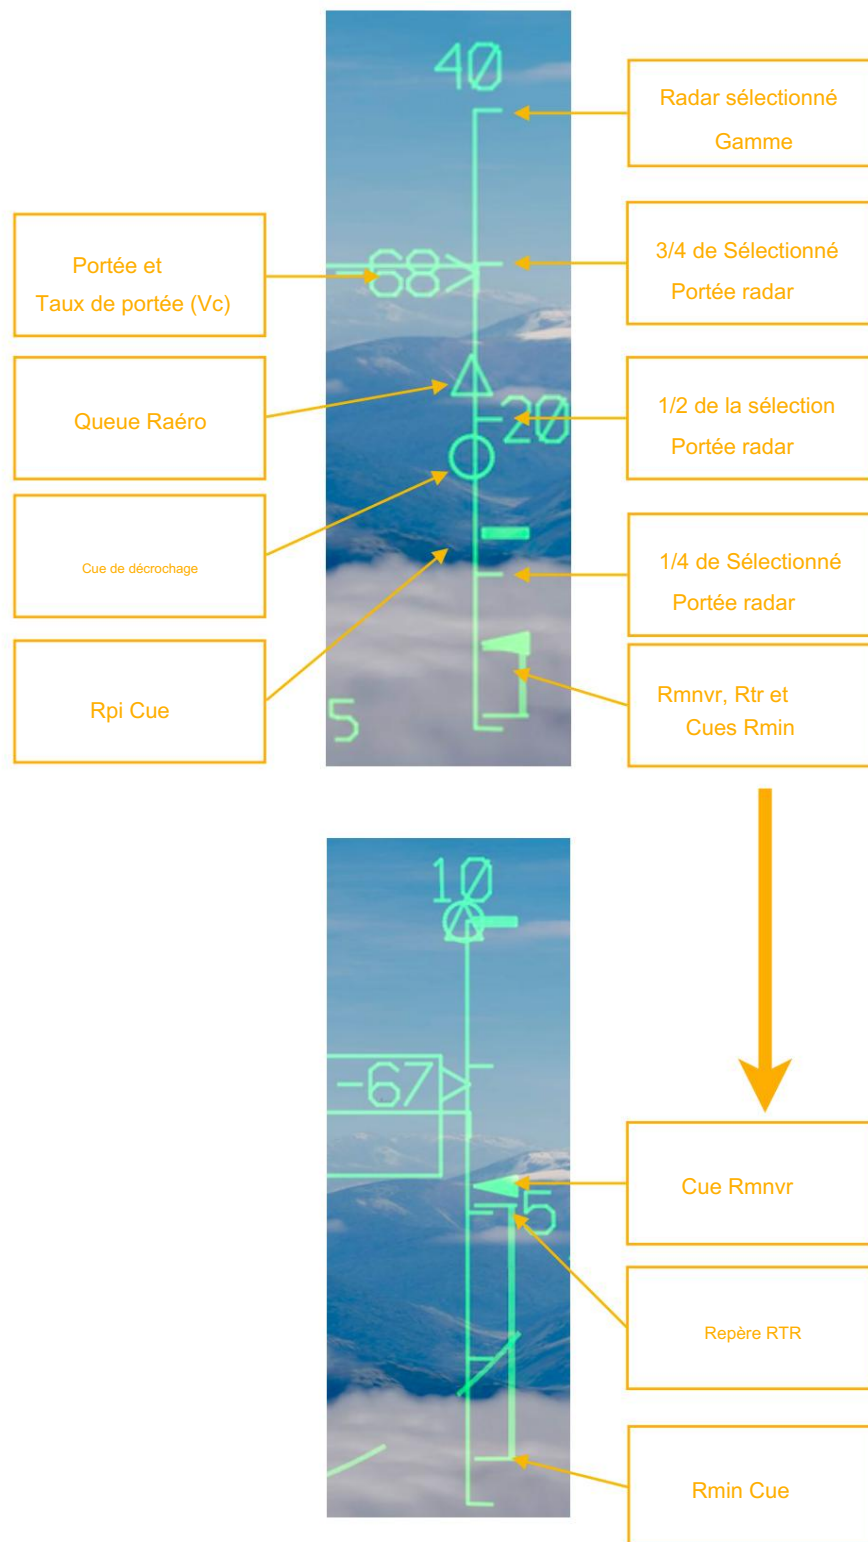 40
Radar sélectionné
Gamme
Portée et
Taux de portée (Vc)
-68
3/4 de Sélectionné
Portée radar
Queue Raéro
20
1/2 de la sélection
Portée radar
Cue de décrochage
1/4 de Sélectionné
Portée radar
Rpi Cue
5
Rmnvr, Rtr et
Cues Rmin
10
-67
5
Cue Rmnvr
Repère RTR
Rmin Cue